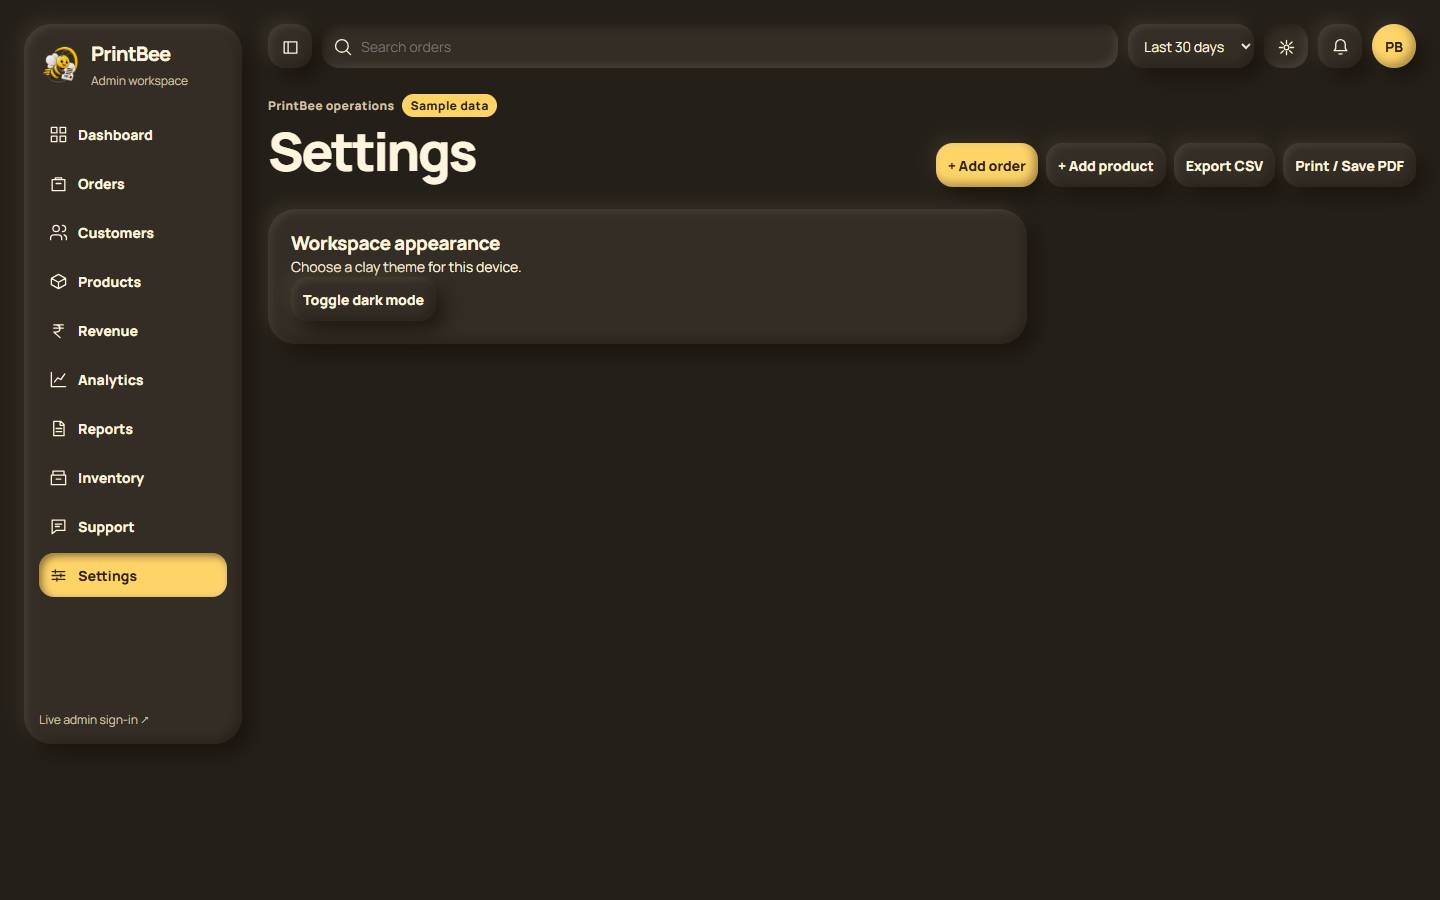 PrintBee
Admin workspace
Dashboard
Orders
Customers
Products
Revenue
Analytics
Reports
Inventory
Support
Settings
Live admin sign-in ↗
Search orders
Last 30 days
PB
PrintBee operations
Sample data
Settings
+ Add order
+ Add product
Export CSV
Print / Save PDF
Workspace appearance
Choose a clay theme for this device.
Toggle dark mode